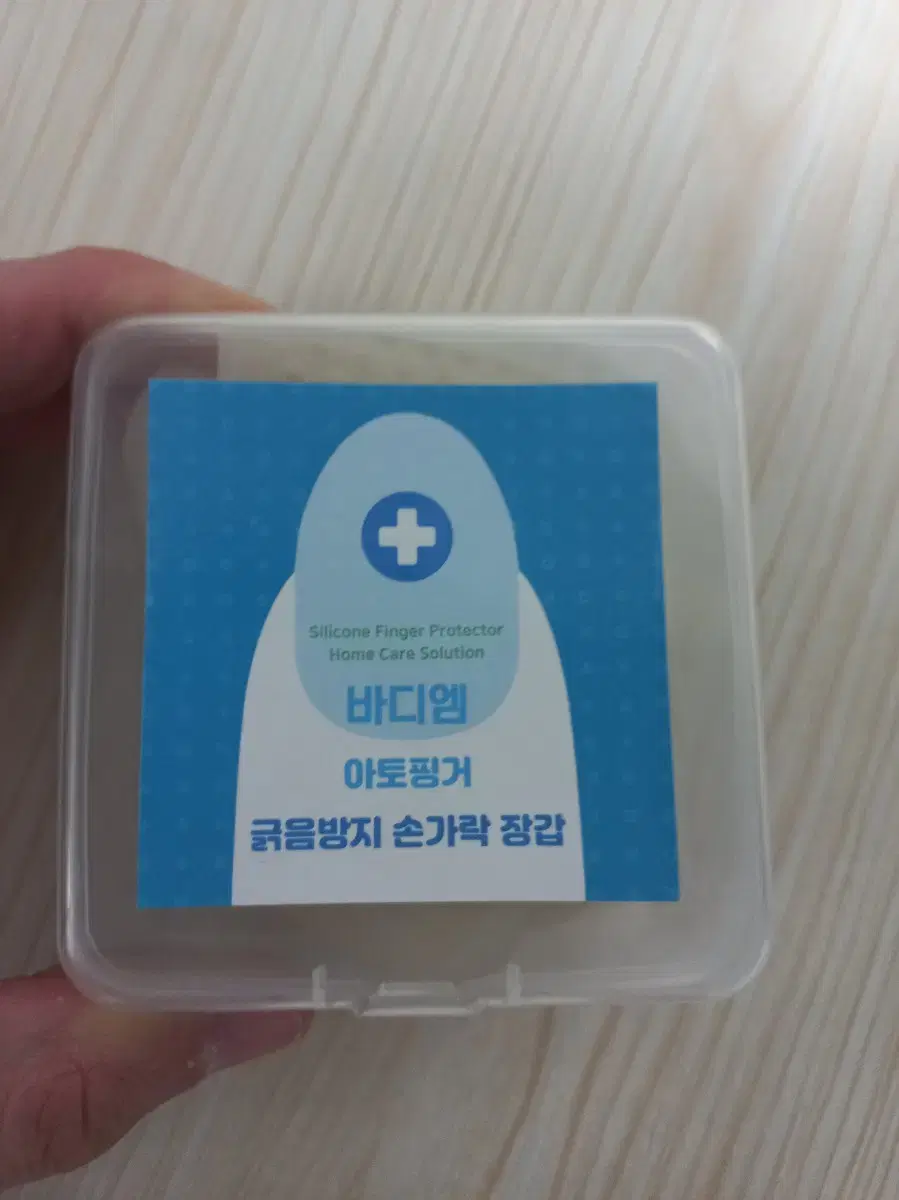 Silicone Finger Protector
Home Care Solution
바디엠
아토핑거
긁음방지 손가락 장갑